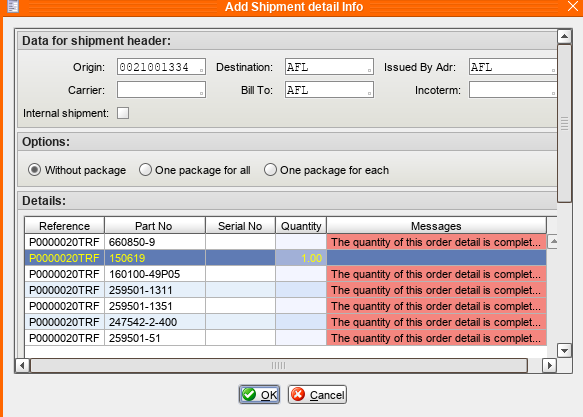 Add Shipment detail Info
Data for shipment header:
Origin: 0021001334 Destination: AFL Issued By Adr: AFL
Carrier: Bill To: AFL Incoterm:
Internal shipment:
Options:
Without package One package for all One package for each
Details:
Reference Part No Serial No Quantity Messages
P0000020TRF 660850-9 The quantity of this order detail is complet...
P0000020TRF 150619 1.00
P0000020TRF 160100-49P05 The quantity of this order detail is complet...
P0000020TRF 259501-1311 The quantity of this order detail is complet...
P0000020TRF 259501-1351 The quantity of this order detail is complet...
P0000020TRF 247542-2-400 The quantity of this order detail is complet...
P0000020TRF 259501-51 The quantity of this order detail is complet...
OK Cancel